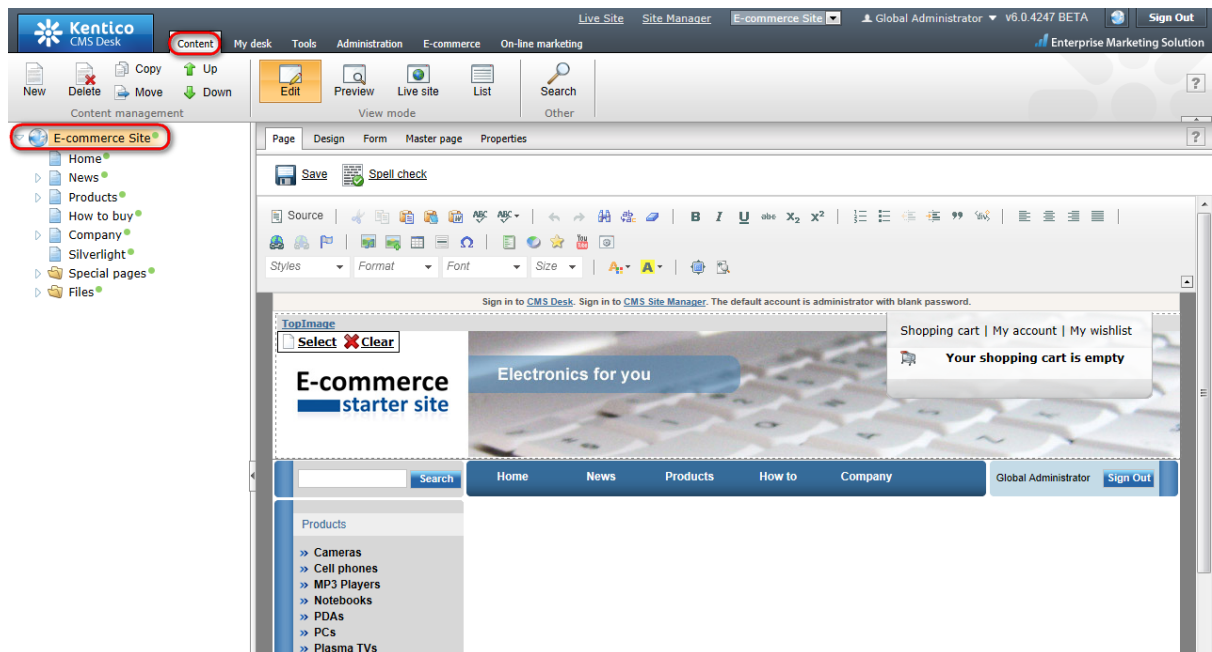 Kentico
CMS Desk
Live Site Site Manager E-commerce Site Global Administrator v6.0.4247 BETA Sign Out
Content My desk Tools Administration E-commerce On-line marketing Enterprise Marketing Solution
New Delete Copy Move Up Down
Content management
Edit Preview Live site List
View mode
Search
Other
?
E-commerce Site
Home
News
Products
How to buy
Company
Silverlight
Special pages
Files
Page Design Form Master page Properties ?
Save Spell check
Source ABC ABC B I U abc X₂ X²
Styles Format Font Size A A
Sign in to CMS Desk. Sign in to CMS Site Manager. The default account is administrator with blank password.
TopImage
Select Clear
E-commerce
starter site
Electronics for you
Shopping cart | My account | My wishlist
Your shopping cart is empty
Search Home News Products How to Company Global Administrator Sign Out
Products
» Cameras
» Cell phones
» MP3 Players
» Notebooks
» PDAs
» PCs
» Plasma TVs